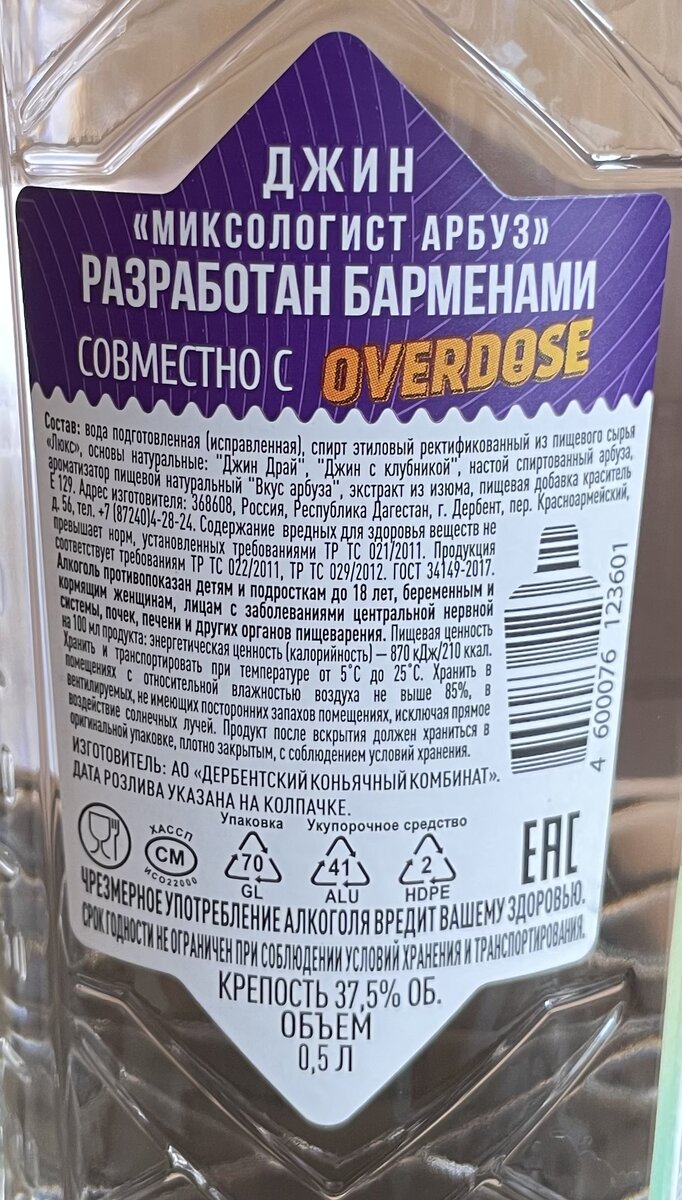 ДЖИН
«МИКСОЛОГИСТ АРБУЗ»
РАЗРАБОТАН БАРМЕНАМИ
СОВМЕСТНО С OVERDOSE
Состав: вода подготовленная (исправленная), спирт этиловый ректификованный из пищевого сырья
«Люкс», основы натуральные: "Джин Драй", "Джин с клубникой", настой спиртованный арбуза,
ароматизатор пищевой натуральный "Вкус арбуза", экстракт из изюма, пищевая добавка краситель
Е 129. Адрес изготовителя: 368608, Россия, Республика Дагестан, г. Дербент, пер. Красноармейский,
д. 56, тел. +7 (87240)4-28-24. Содержание вредных для здоровья веществ не
превышает норм, установленных требованиями ТР ТС 021/2011. Продукция
соответствует требованиям ТР ТС 022/2011, ТР ТС 029/2012. ГОСТ 34149-2017.
Алкоголь противопоказан детям и подросткам до 18 лет, беременным и
кормящим женщинам, лицам с заболеваниями центральной нервной
системы, почек, печени и других органов пищеварения. Пищевая ценность
на 100 мл продукта: энергетическая ценность (калорийность) — 870 кДж/210 ккал.
Хранить и транспортировать при температуре от 5˚С до 25˚С. Хранить в
помещениях с относительной влажностью воздуха не выше 85%, в
вентилируемых, не имеющих посторонних запахов помещениях, исключая прямое
воздействие солнечных лучей. Продукт после вскрытия должен храниться в
оригинальной упаковке, плотно закрытым, с соблюдением условий хранения.
ИЗГОТОВИТЕЛЬ: АО «ДЕРБЕНТСКИЙ КОНЬЯЧНЫЙ КОМБИНАТ».
ДАТА РОЗЛИВА УКАЗАНА НА КОЛПАЧКЕ.
4 600076 123601
Упаковка Укупорочное средство
ХАССП
СМ
ИСО22000
70 41 2
GL ALU HDPE
EAC
ЧРЕЗМЕРНОЕ УПОТРЕБЛЕНИЕ АЛКОГОЛЯ ВРЕДИТ ВАШЕМУ ЗДОРОВЬЮ.
СРОК ГОДНОСТИ НЕ ОГРАНИЧЕН ПРИ СОБЛЮДЕНИИ УСЛОВИЙ ХРАНЕНИЯ И ТРАНСПОРТИРОВАНИЯ.
КРЕПОСТЬ 37,5% ОБ.
ОБЪЕМ
0,5 Л